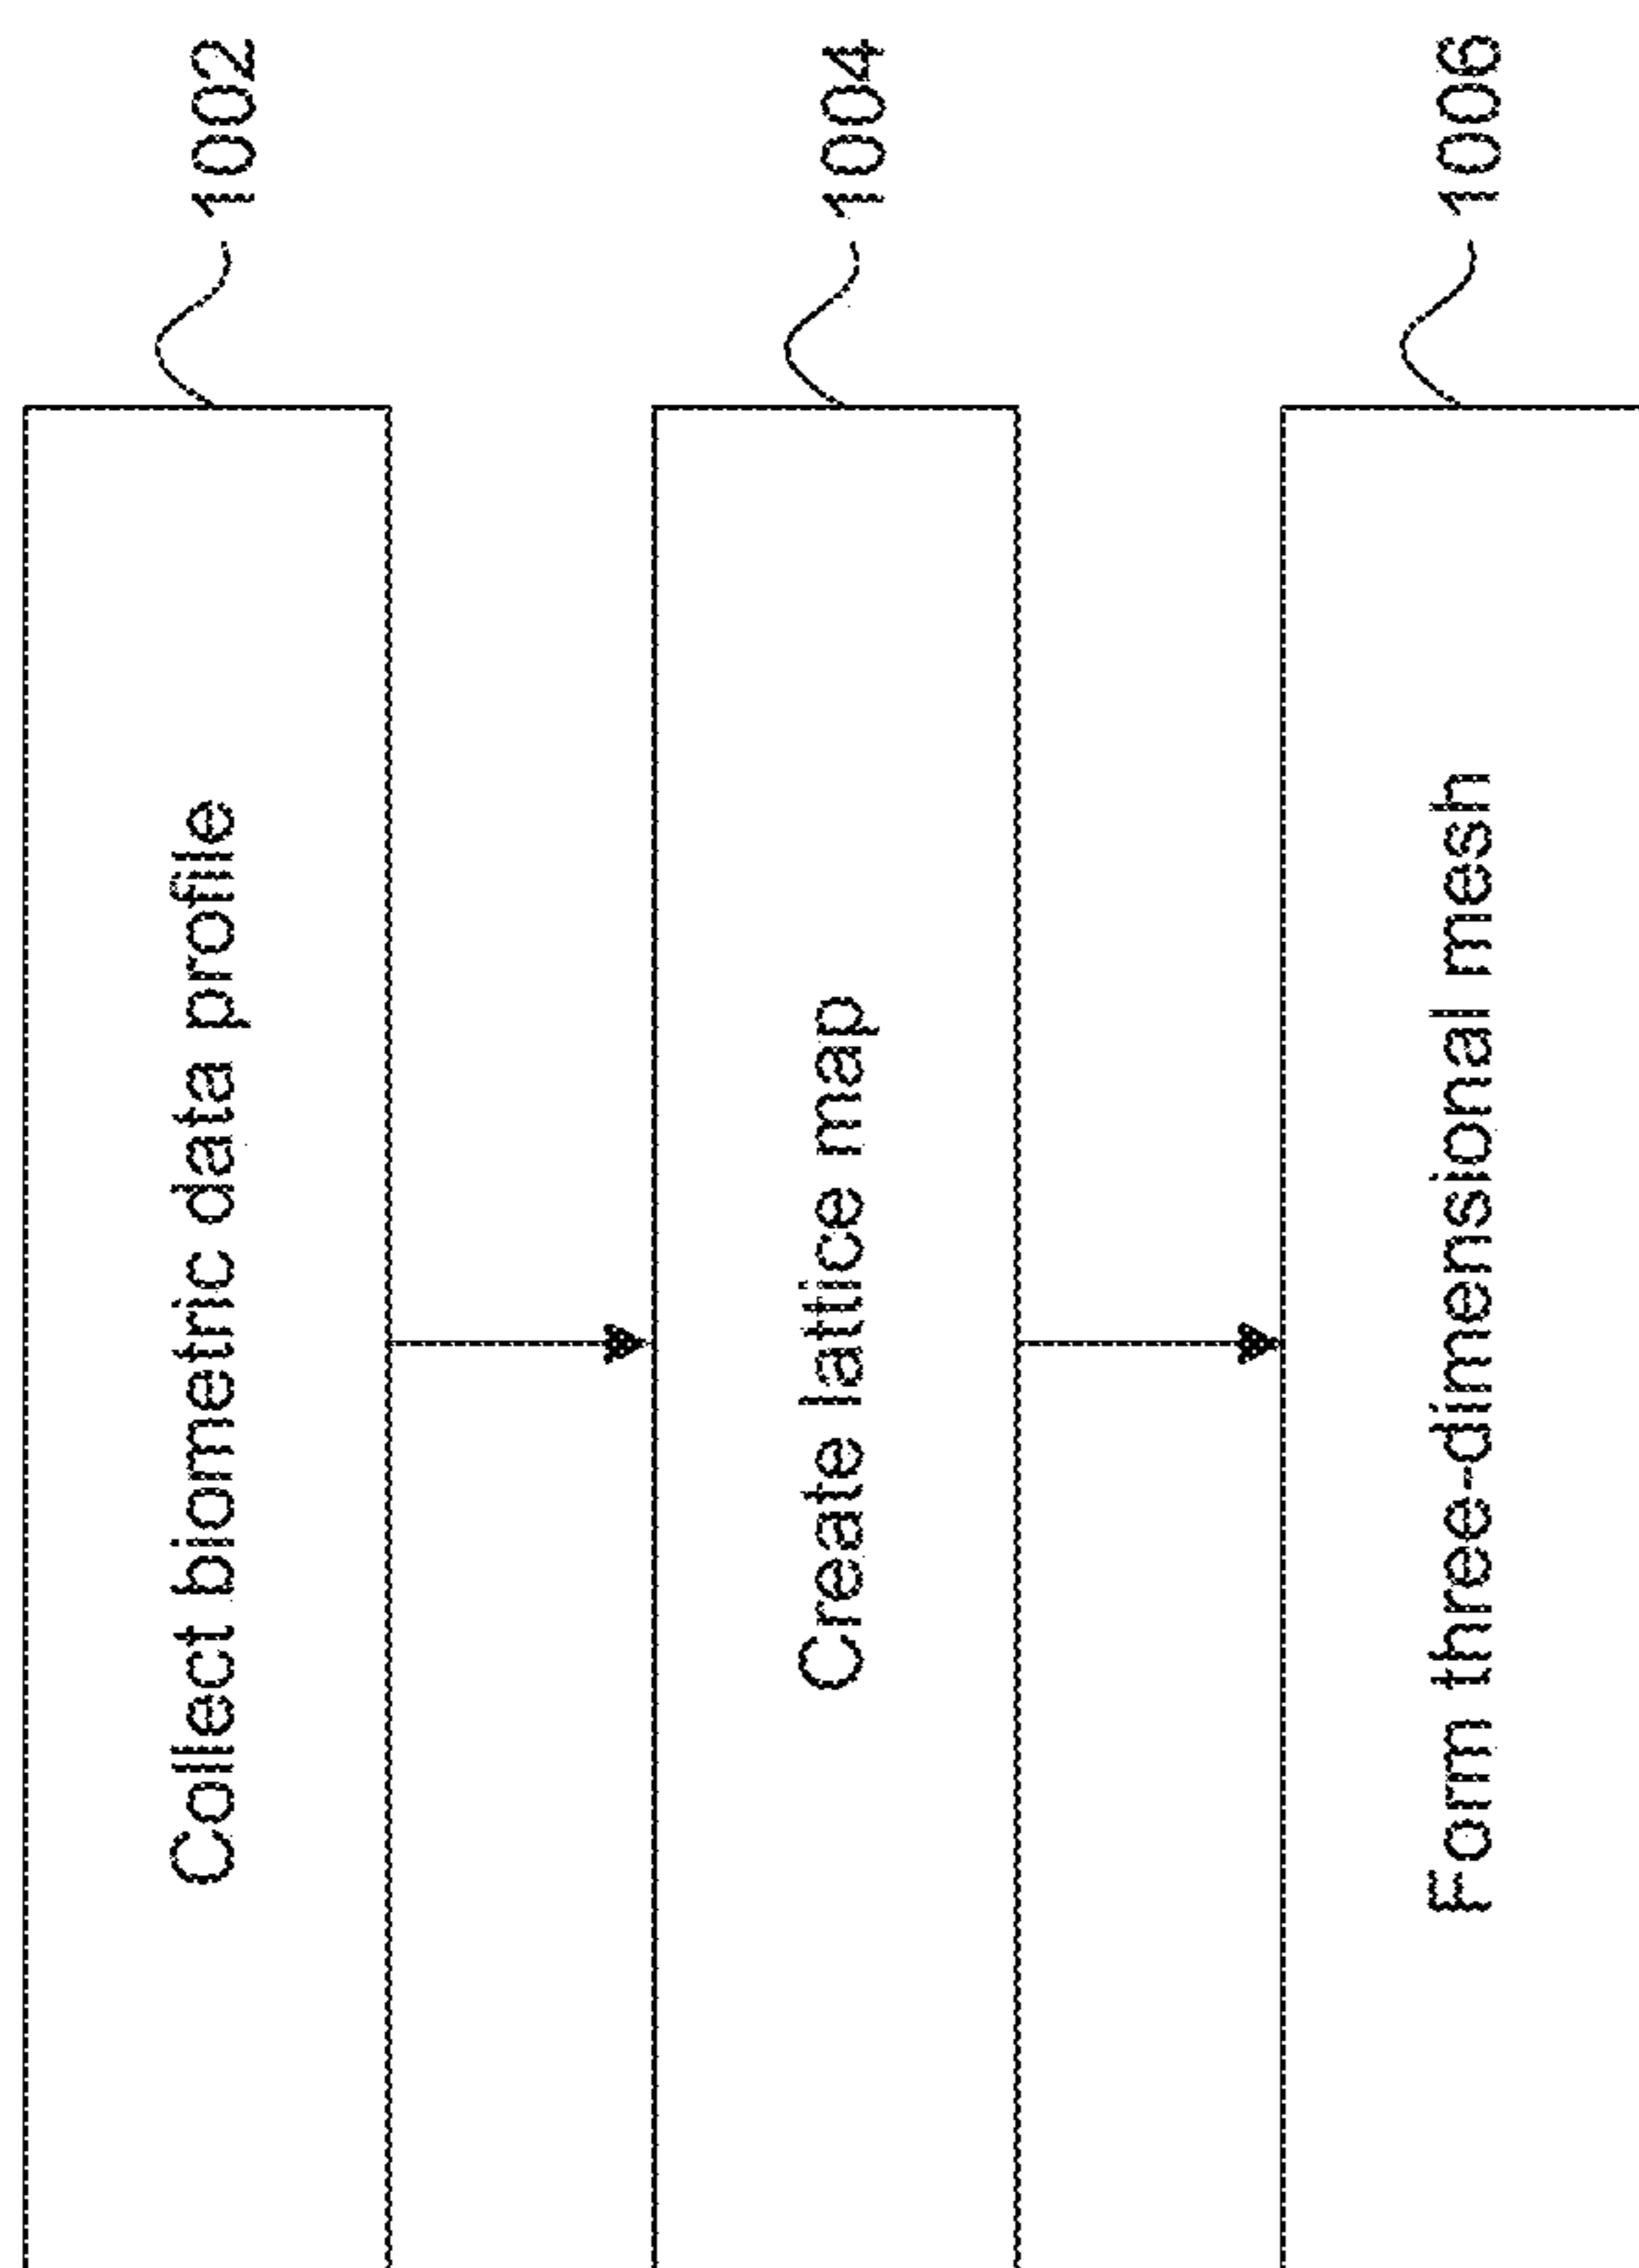 Collect biometric data profile
1002
Create lattice map
1004
Form three-dimensional mesh
1006